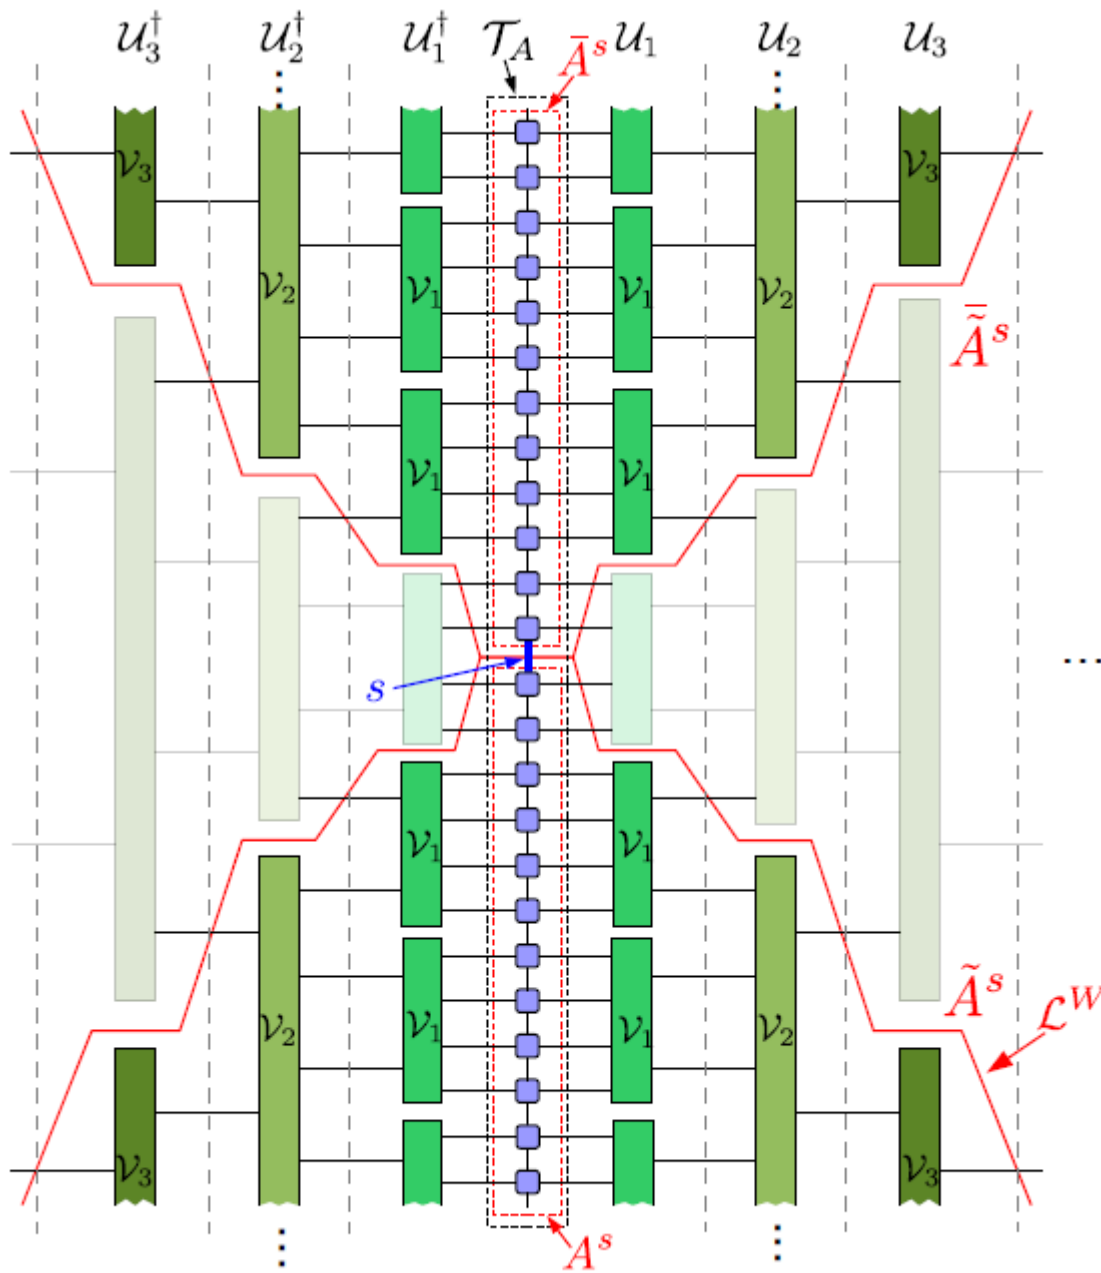 𝒰₃† 𝒰₂† 𝒰₁† 𝒯_A Ā^s 𝒰₁ 𝒰₂ 𝒰₃
⋮ ⋮
𝒱₃ 𝒱₃
𝒱₂ 𝒱₁ 𝒱₁ 𝒱₂
Ã̄^s
𝒱₁ 𝒱₁
s ...
𝒱₁ 𝒱₁
Ã^s ℒ^W
𝒱₂ 𝒱₁ 𝒱₁ 𝒱₂
𝒱₃ 𝒱₃
A^s
⋮ ⋮